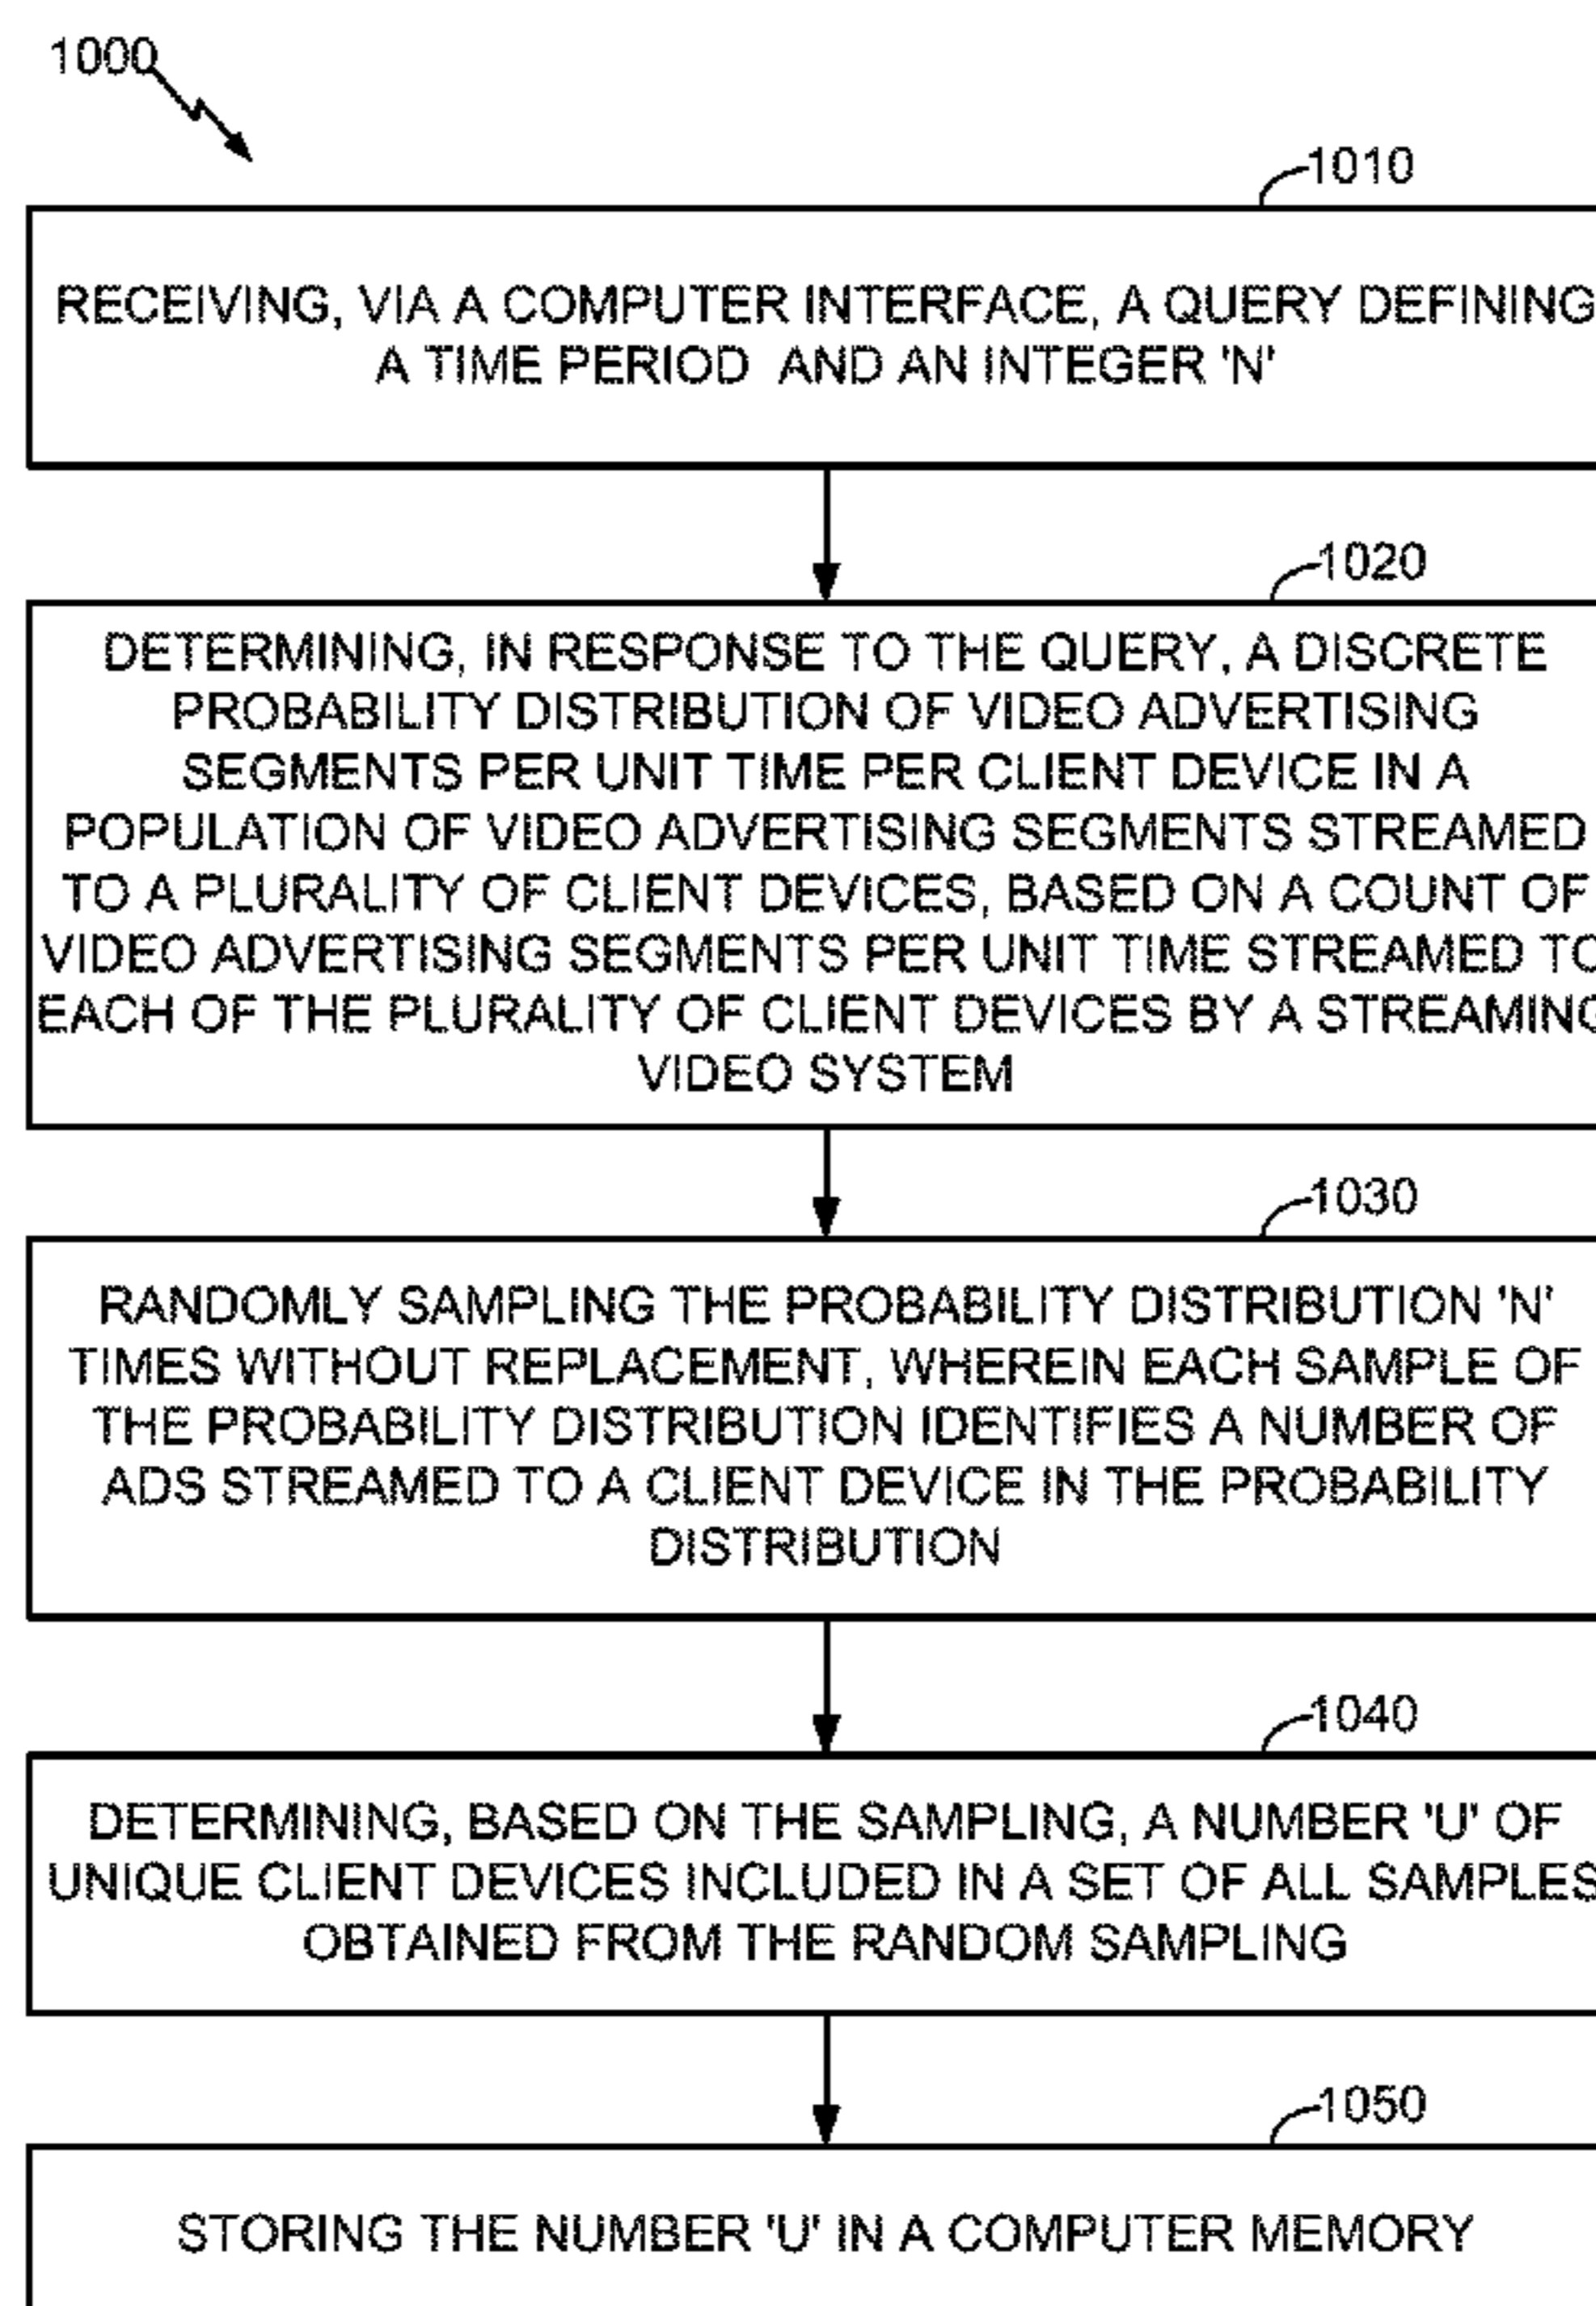 1000
1010
RECEIVING, VIA A COMPUTER INTERFACE, A QUERY DEFINING
A TIME PERIOD AND AN INTEGER 'N'
1020
DETERMINING, IN RESPONSE TO THE QUERY, A DISCRETE
PROBABILITY DISTRIBUTION OF VIDEO ADVERTISING
SEGMENTS PER UNIT TIME PER CLIENT DEVICE IN A
POPULATION OF VIDEO ADVERTISING SEGMENTS STREAMED
TO A PLURALITY OF CLIENT DEVICES, BASED ON A COUNT OF
VIDEO ADVERTISING SEGMENTS PER UNIT TIME STREAMED TO
EACH OF THE PLURALITY OF CLIENT DEVICES BY A STREAMING
VIDEO SYSTEM
1030
RANDOMLY SAMPLING THE PROBABILITY DISTRIBUTION 'N'
TIMES WITHOUT REPLACEMENT, WHEREIN EACH SAMPLE OF
THE PROBABILITY DISTRIBUTION IDENTIFIES A NUMBER OF
ADS STREAMED TO A CLIENT DEVICE IN THE PROBABILITY
DISTRIBUTION
1040
DETERMINING, BASED ON THE SAMPLING, A NUMBER 'U' OF
UNIQUE CLIENT DEVICES INCLUDED IN A SET OF ALL SAMPLES
OBTAINED FROM THE RANDOM SAMPLING
1050
STORING THE NUMBER 'U' IN A COMPUTER MEMORY